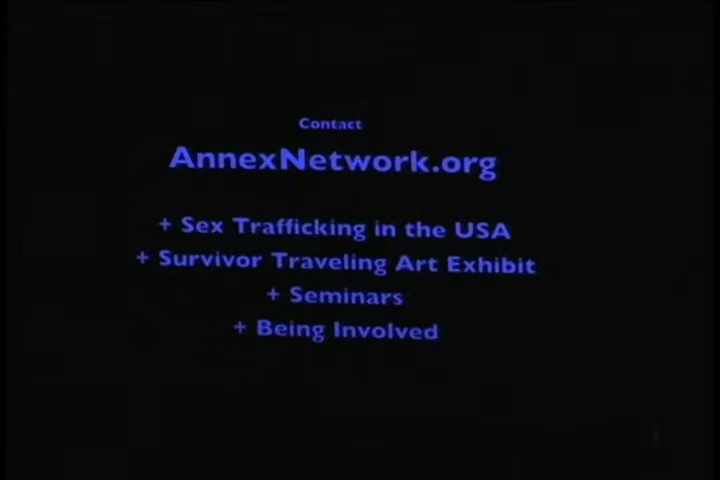 Contact
AnnexNetwork.org
+ Sex Trafficking in the USA
+ Survivor Traveling Art Exhibit
+ Seminars
+ Being Involved